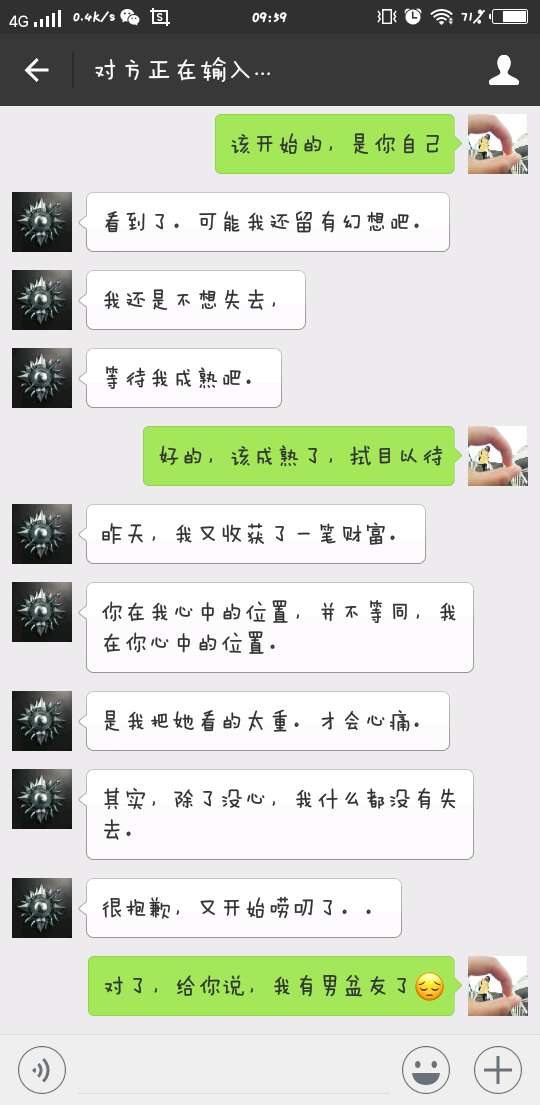 4G 0.4k/s 09:59 71%
对方正在输入...
该开始的，是你自己
看到了。可能我还留有幻想吧。
我还是不想失去，
等待我成熟吧。
好的，该成熟了，拭目以待
昨天，我又收获了一笔财富。
你在我心中的位置，并不等同，我
在你心中的位置。
是我把她看的太重。才会心痛。
其实，除了没心，我什么都没有失
去。
很抱歉，又开始唠叨了。。
对了，给你说，我有男盆友了😔